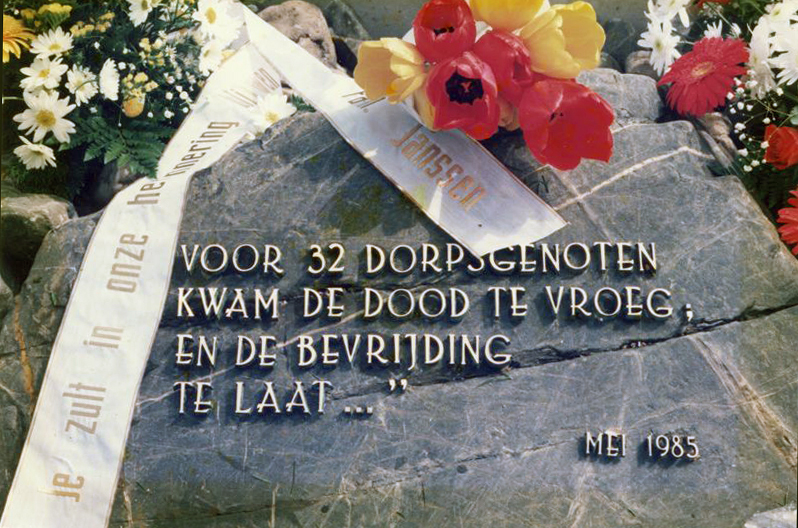 VOOR 32 DORPSGENOTEN
KWAM DE DOOD TE VROEG;
EN DE BEVRIJDING
TE LAAT..."
MEI 1985
Je zult in onze
Janssen